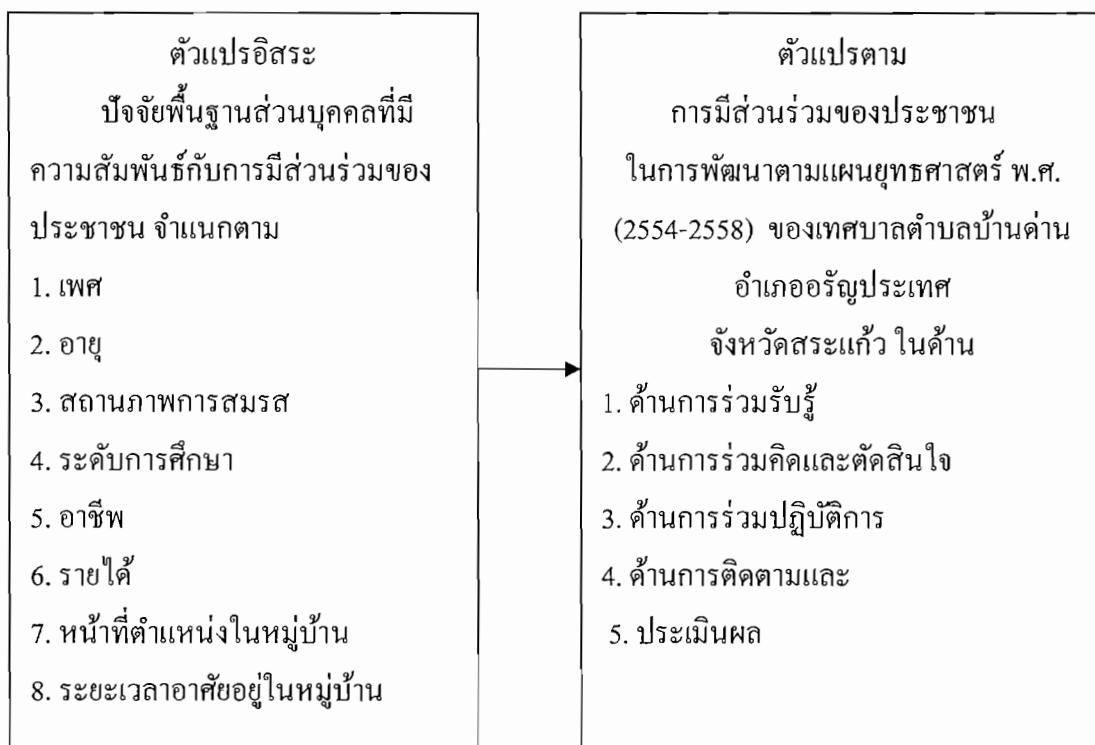 ตัวแปรอิสระ
ปัจจัยพื้นฐานส่วนบุคคลที่มี
ความสัมพันธ์กับการมีส่วนร่วมของ
ประชาชน จำแนกตาม
1. เพศ
2. อายุ
3. สถานภาพการสมรส
4. ระดับการศึกษา
5. อาชีพ
6. รายได้
7. หน้าที่ตำแหน่งในหมู่บ้าน
8. ระยะเวลาอาศัยอยู่ในหมู่บ้าน
ตัวแปรตาม
การมีส่วนร่วมของประชาชน
ในการพัฒนาตามแผนยุทธศาสตร์ พ.ศ.
(2554-2558) ของเทศบาลตำบลบ้านด่าน
อำเภออรัญประเทศ
จังหวัดสระแก้ว ในด้าน
1. ด้านการร่วมรับรู้
2. ด้านการร่วมคิดและตัดสินใจ
3. ด้านการร่วมปฏิบัติการ
4. ด้านการติดตามและ
5. ประเมินผล